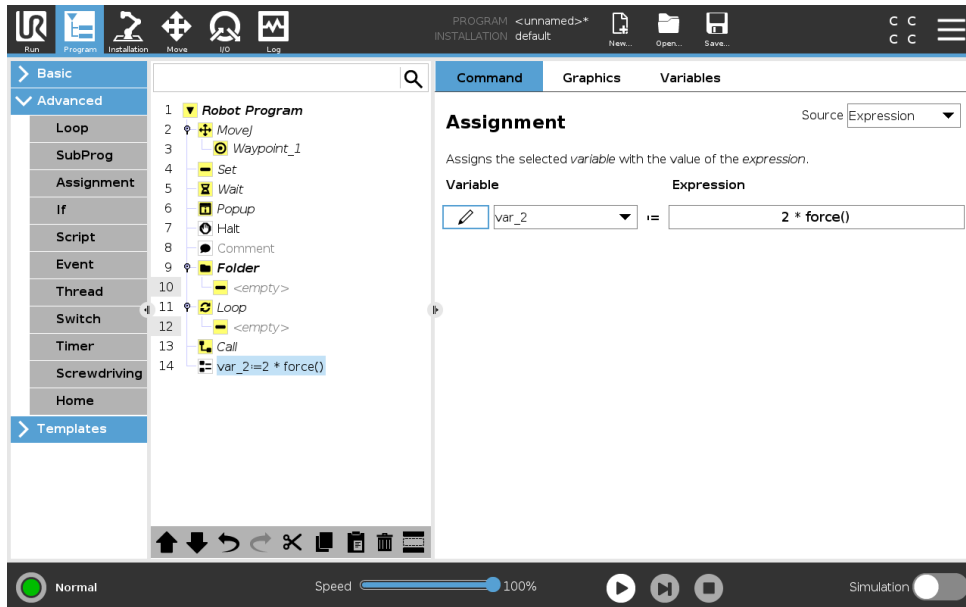 UR
PROGRAM <unnamed>*
INSTALLATION default
C C
C C
Run Program Installation Move I/O Log New... Open... Save...
Basic
Advanced
Loop
SubProg
Assignment
If
Script
Event
Thread
Switch
Timer
Screwdriving
Home
Templates
1 Robot Program
2 MoveJ
3 Waypoint_1
4 Set
5 Wait
6 Popup
7 Halt
8 Comment
9 Folder
10 <empty>
11 Loop
12 <empty>
13 Call
14 var_2:=2 * force()
Command Graphics Variables
Assignment
Source Expression
Assigns the selected variable with the value of the expression.
Variable Expression
var_2 := 2 * force()
Normal Speed 100% Simulation